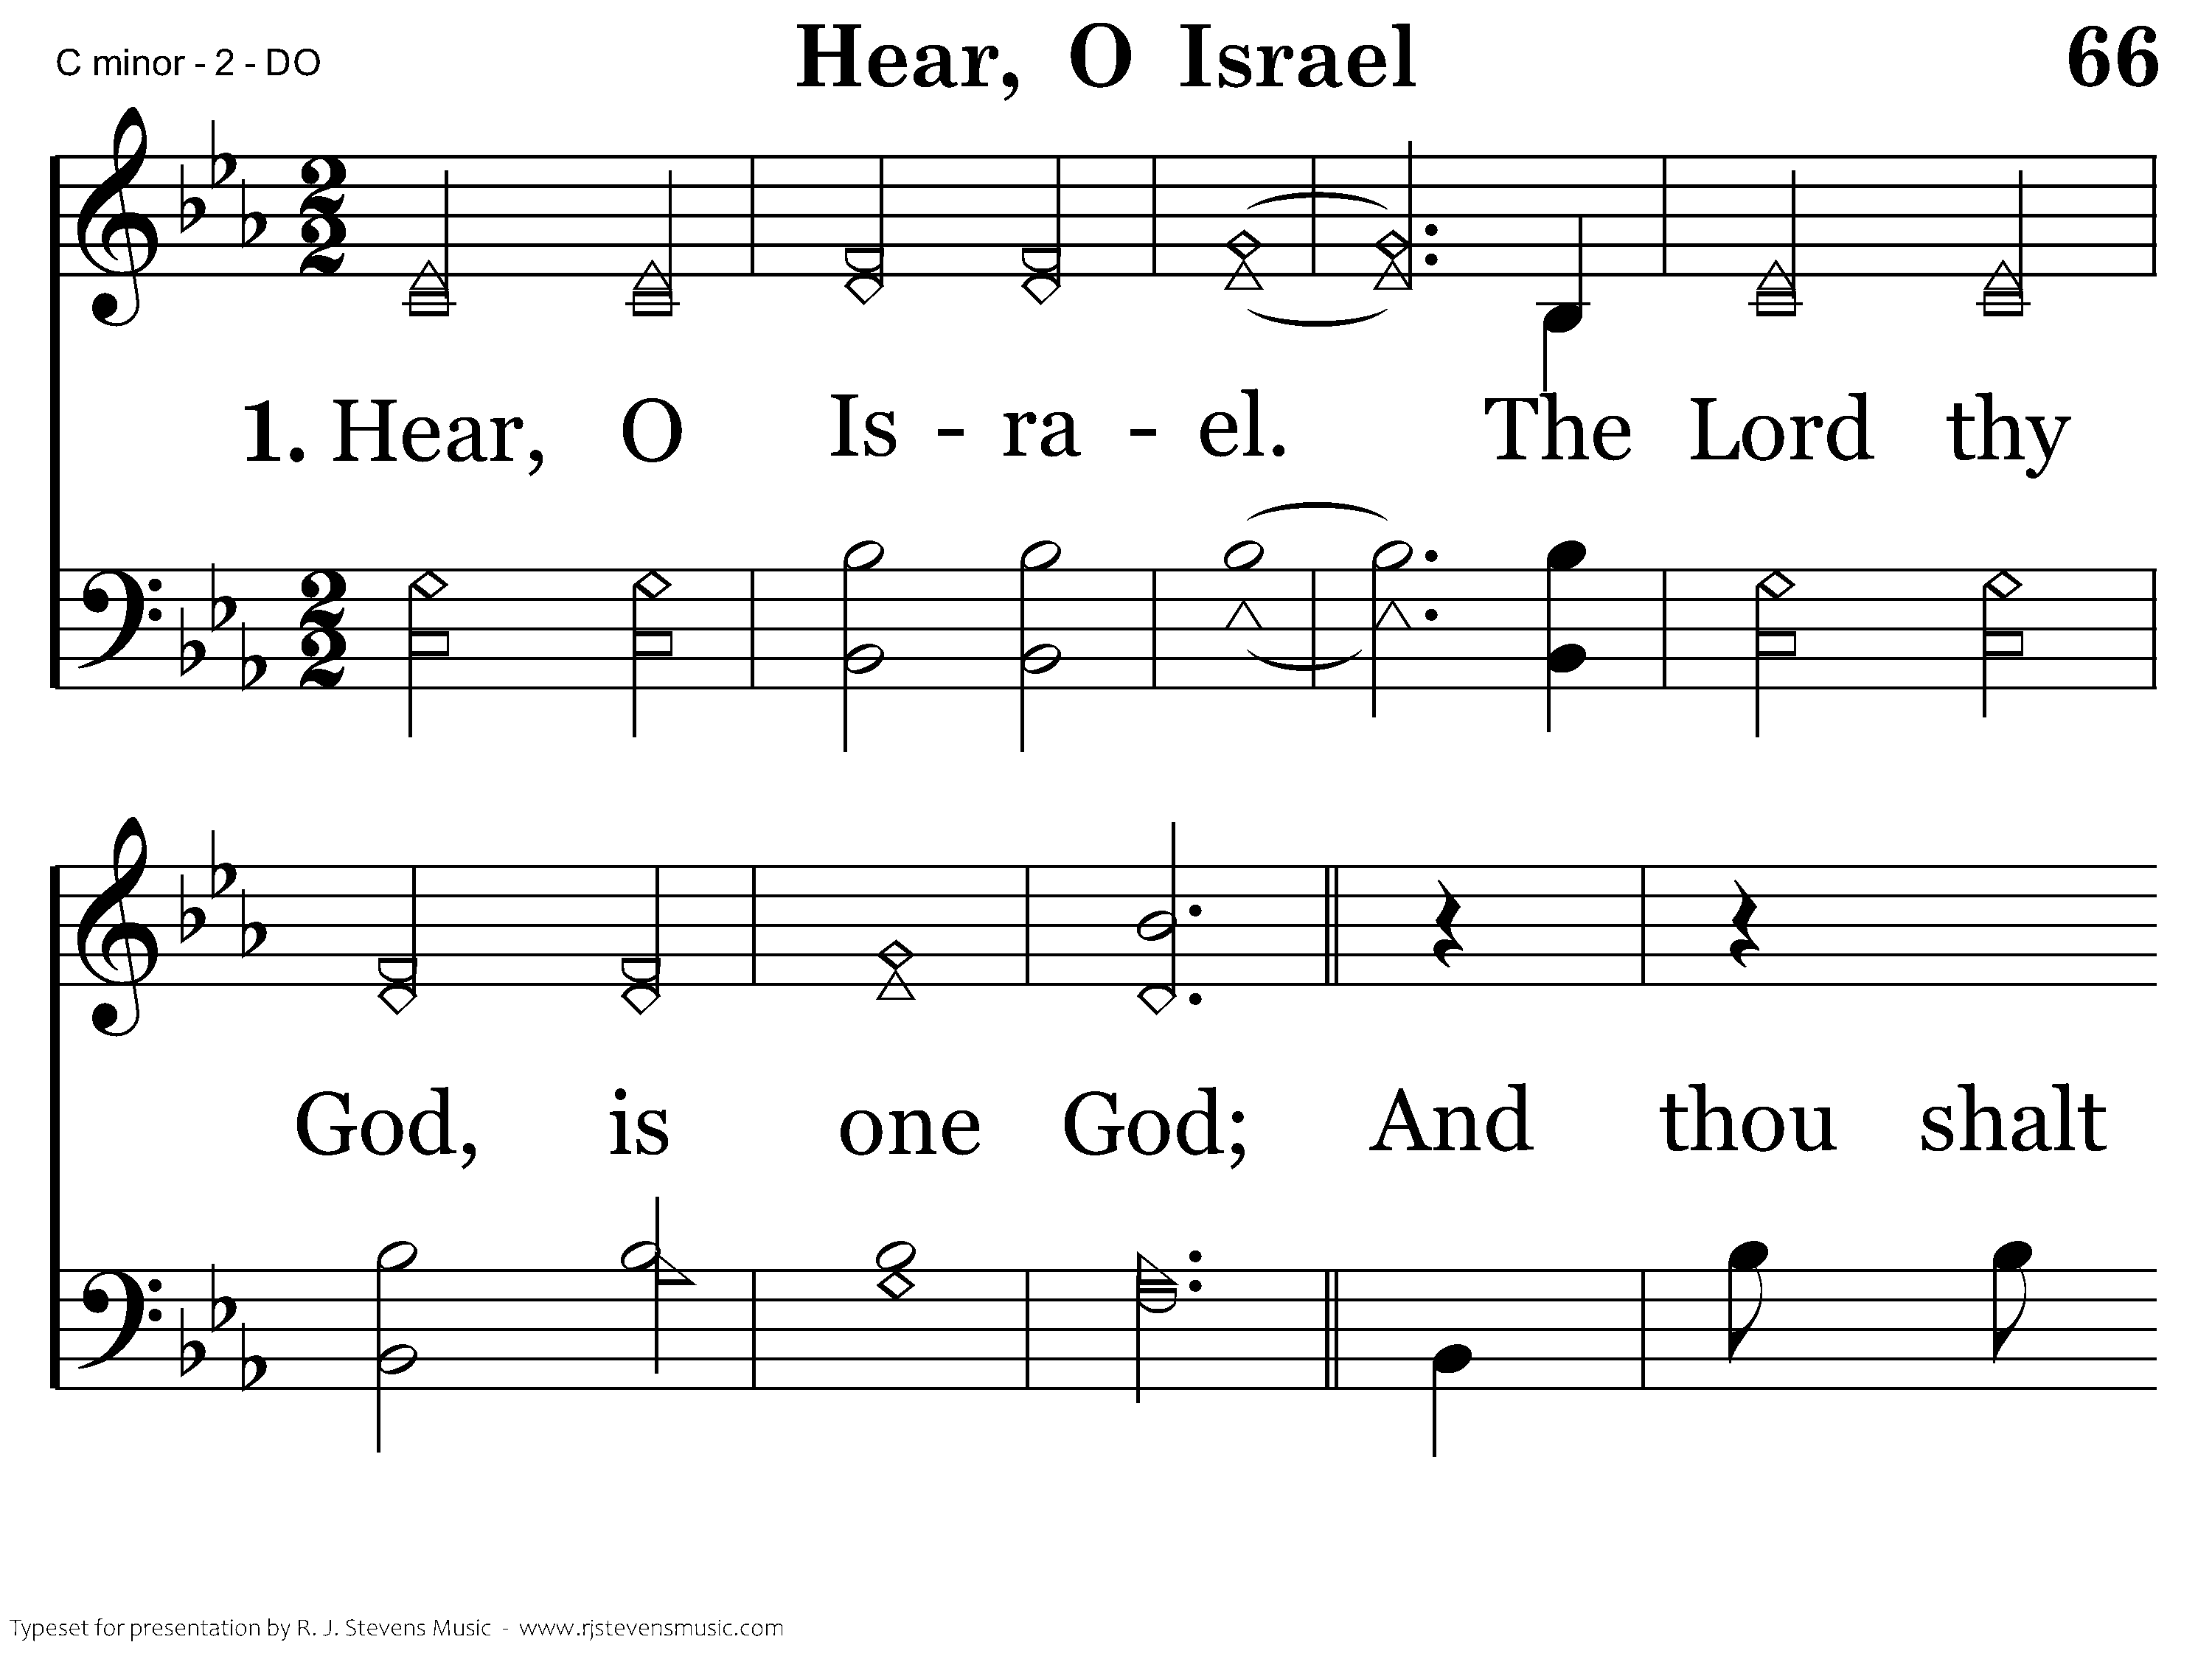 C minor - 2 - DO
Hear, O Israel
66
1. Hear, O Is - ra - el. The Lord thy
God, is one God; And thou shalt
Typeset for presentation by R. J. Stevens Music - www.rjstevensmusic.com